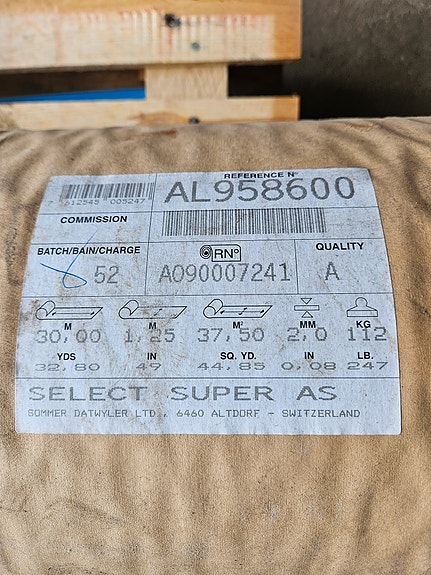 REFERENCE N°
7 612545 005247
AL958600
COMMISSION
BATCH/BAIN/CHARGE
RN°
QUALITY
52
A090007241
A
M
M
M²
MM
KG
30,00
1,25
37,50
2,0
112
YDS
IN
SQ. YD.
IN
LB.
32,80
49
44,85
0,08
247
SELECT SUPER AS
SOMMER DATWYLER LTD., 6460 ALTDORF - SWITZERLAND